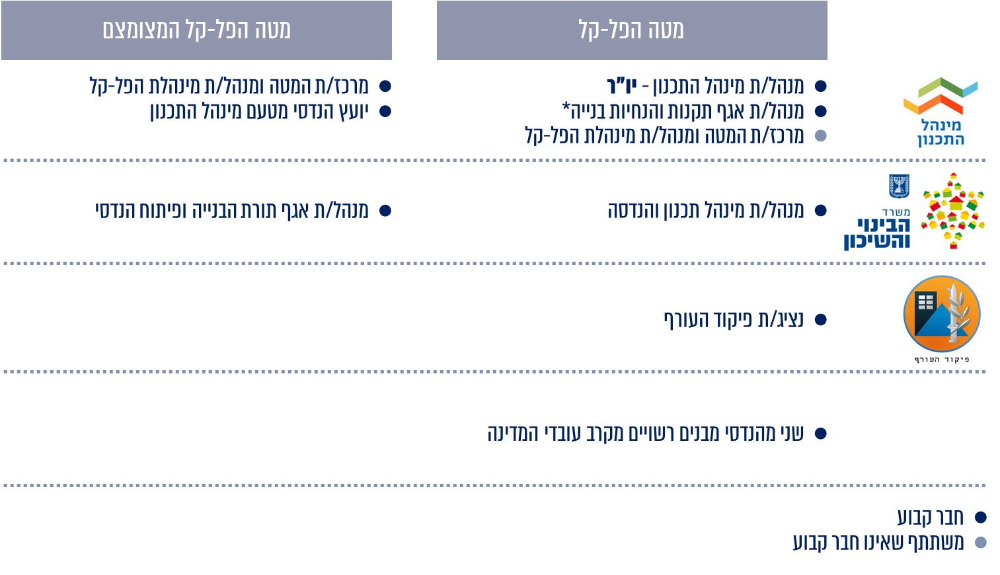 מטה הפל-קל
מטה הפל-קל המצומצם
מינהל
התכנון
מנהל/ת מינהל התכנון - יו"ר
מנהל/ת אגף תקנות והנחיות בנייה*
מרכז/ת המטה ומנהל/ת מינהלת הפל-קל
מרכז/ת המטה ומנהל/ת מינהלת הפל-קל
יועץ הנדסי מטעם מינהל התכנון
משרד
הבינוי
והשיכון
מנהל/ת מינהל תכנון והנדסה
מנהל/ת אגף תורת הבנייה ופיתוח הנדסי
פיקוד העורף
נציג/ת פיקוד העורף
שני מהנדסי מבנים רשויים מקרב עובדי המדינה
חבר קבוע
משתתף שאינו חבר קבוע